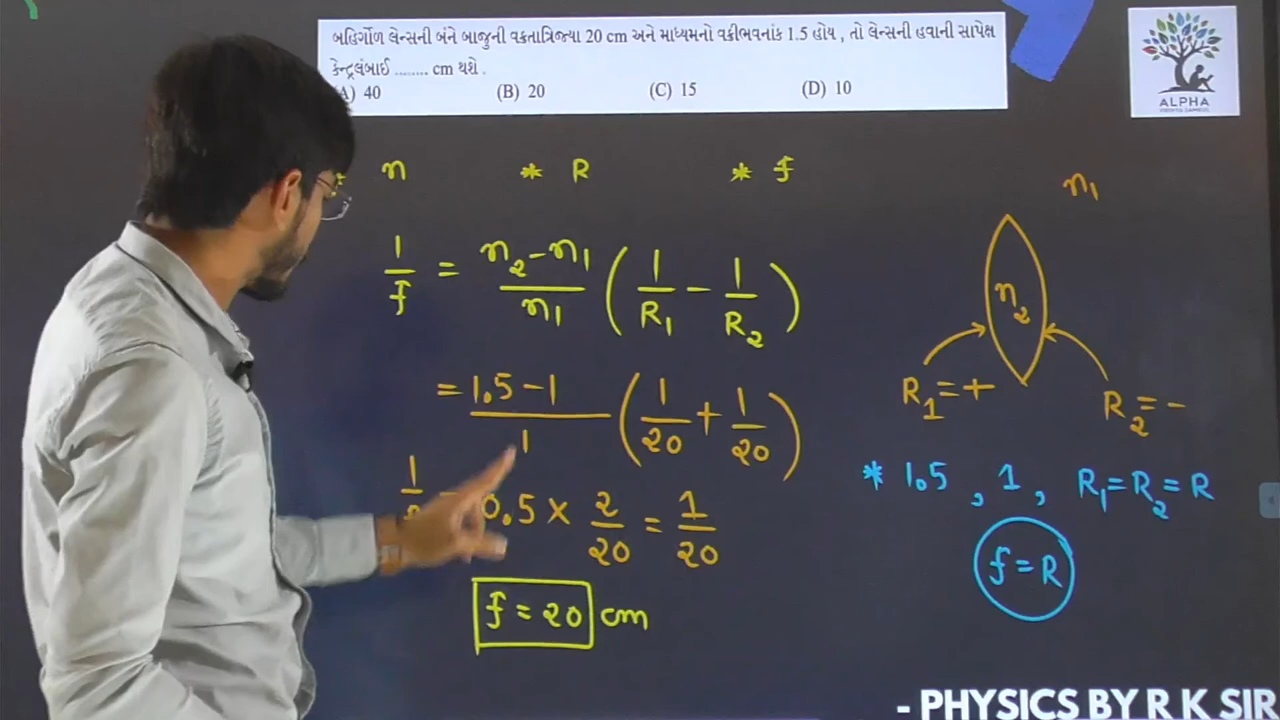 બહિર્ગોળ લેન્સની બંને બાજુની વક્રતાત્રિજ્યા 20 cm અને માધ્યમનો વક્રીભવનાંક 1.5 હોય , તો લેન્સની હવાની સાપેક્ષ
કેન્દ્રલંબાઈ ........ cm થશે .
A) 40 (B) 20 (C) 15 (D) 10
ALPHA
n * R * f
1/f = n₂-n₁/n₁ (1/R₁ - 1/R₂)
= 1.5-1/1 (1/20 + 1/20)
0.5 × 2/20 = 1/20
f = 20 cm
n₁
n₂
R₁=+
R₂=-
* 1.5 , 1 , R₁=R₂=R
f=R
- PHYSICS BY R K SIR